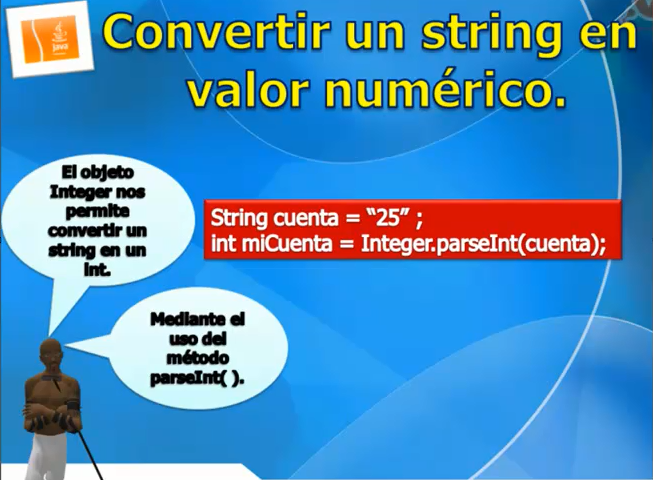 Java
Convertir un string en
valor numérico.
El objeto
Integer nos
permite
convertir un
string en un
int.
String cuenta = “25” ;
int miCuenta = Integer.parseInt(cuenta);
Mediante el
uso del
método
parseInt( ).